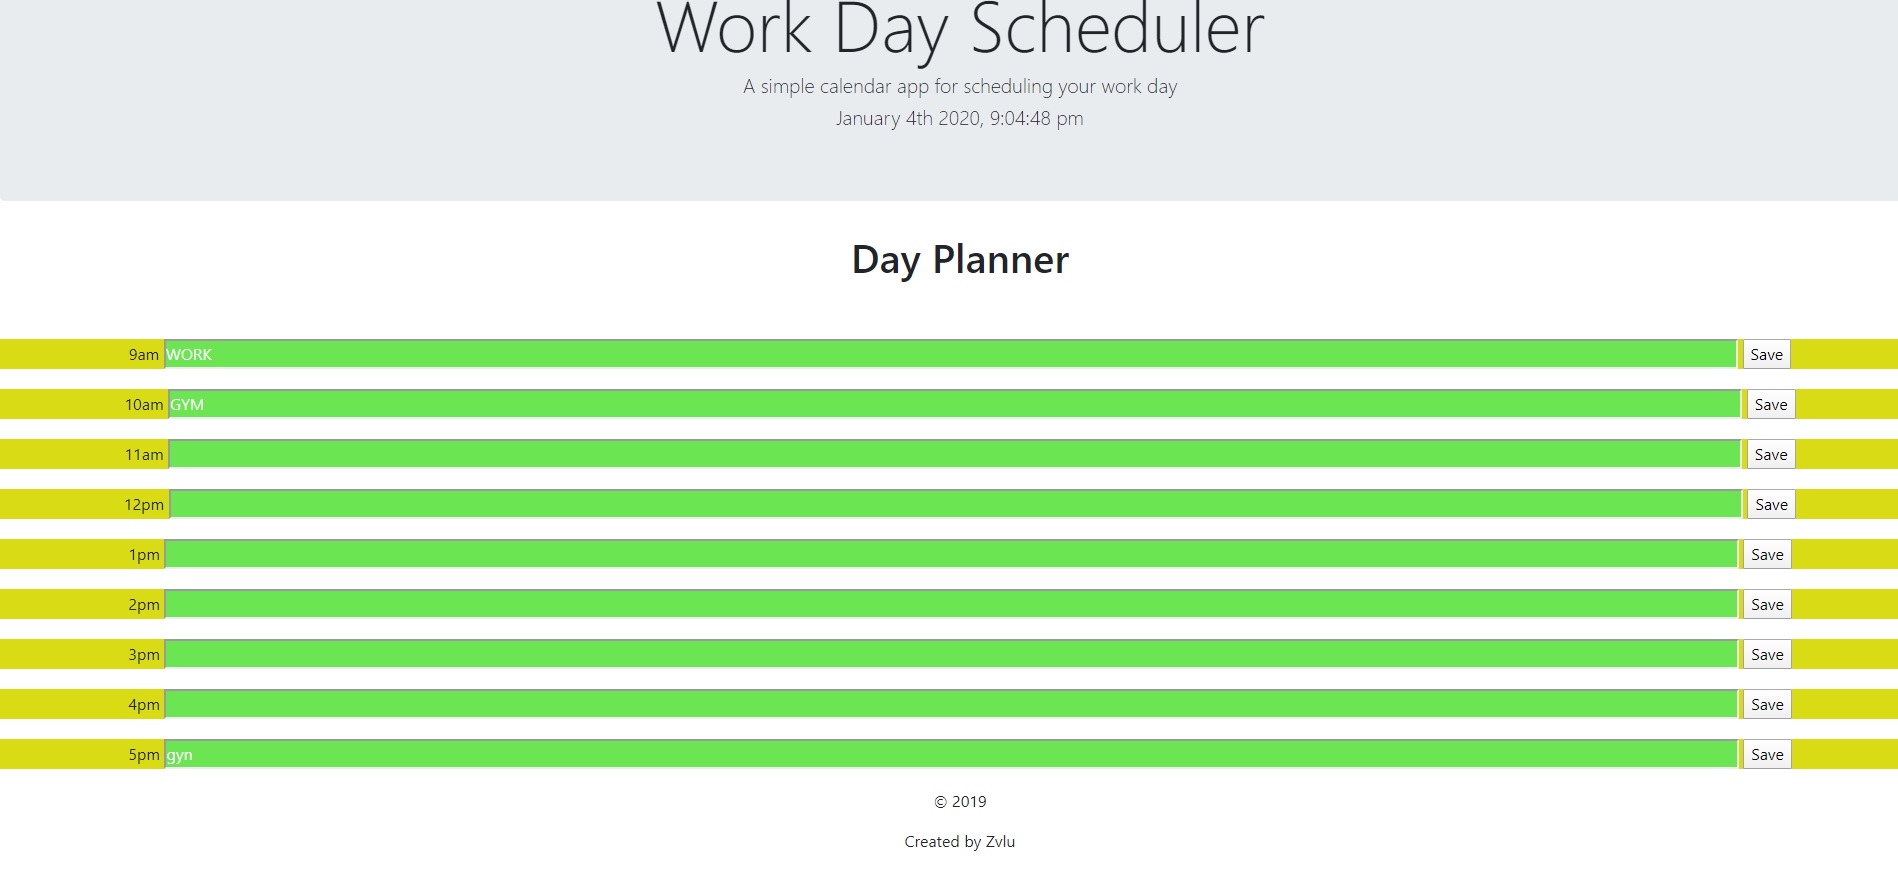 Work Day Scheduler
A simple calendar app for scheduling your work day
January 4th 2020, 9:04:48 pm
Day Planner
9am WORK Save
10am GYM Save
11am Save
12pm Save
1pm Save
2pm Save
3pm Save
4pm Save
5pm gyn Save
© 2019
Created by Zvlu